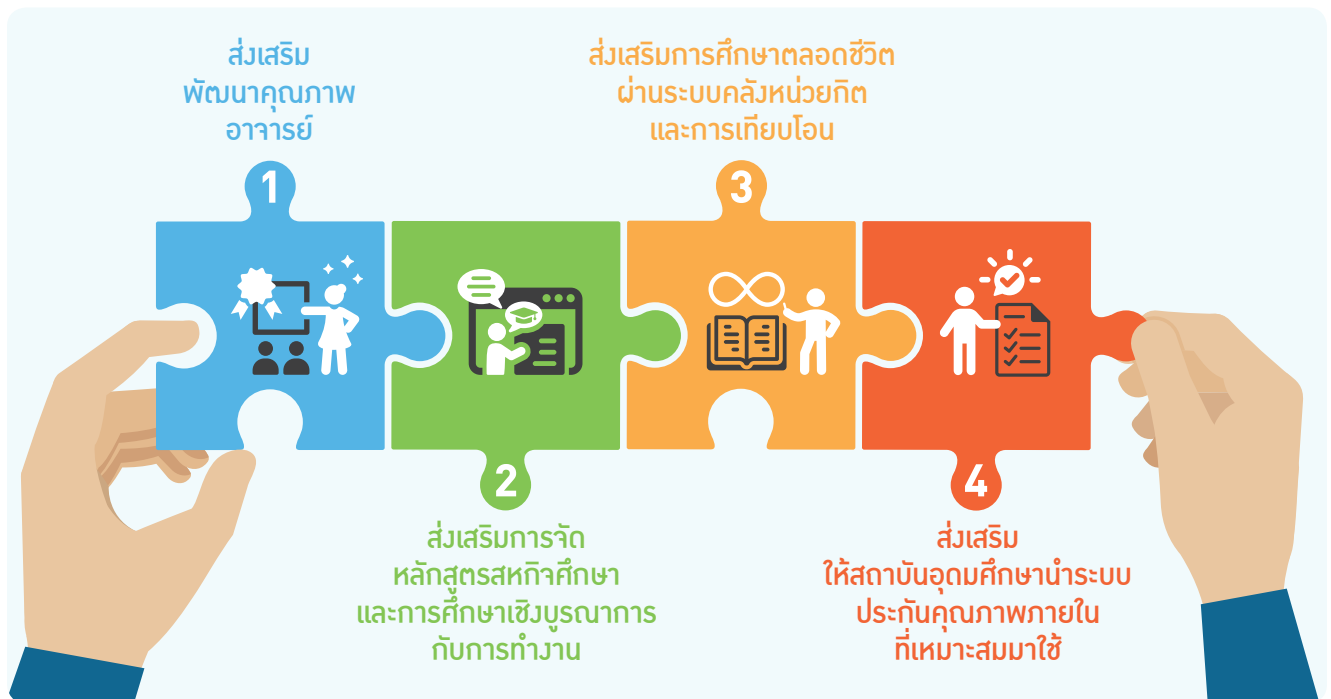 ส่งเสริม
พัฒนาคุณภาพ
อาจารย์
1
2
ส่งเสริมการจัด
หลักสูตรสหกิจศึกษา
และการศึกษาเชิงบูรณาการ
กับการทำงาน
ส่งเสริมการศึกษาตลอดชีวิต
ผ่านระบบคลังหน่วยกิต
และการเทียบโอน
3
4
ส่งเสริม
ให้สถาบันอุดมศึกษานำระบบ
ประกันคุณภาพภายใน
ที่เหมาะสมมาใช้